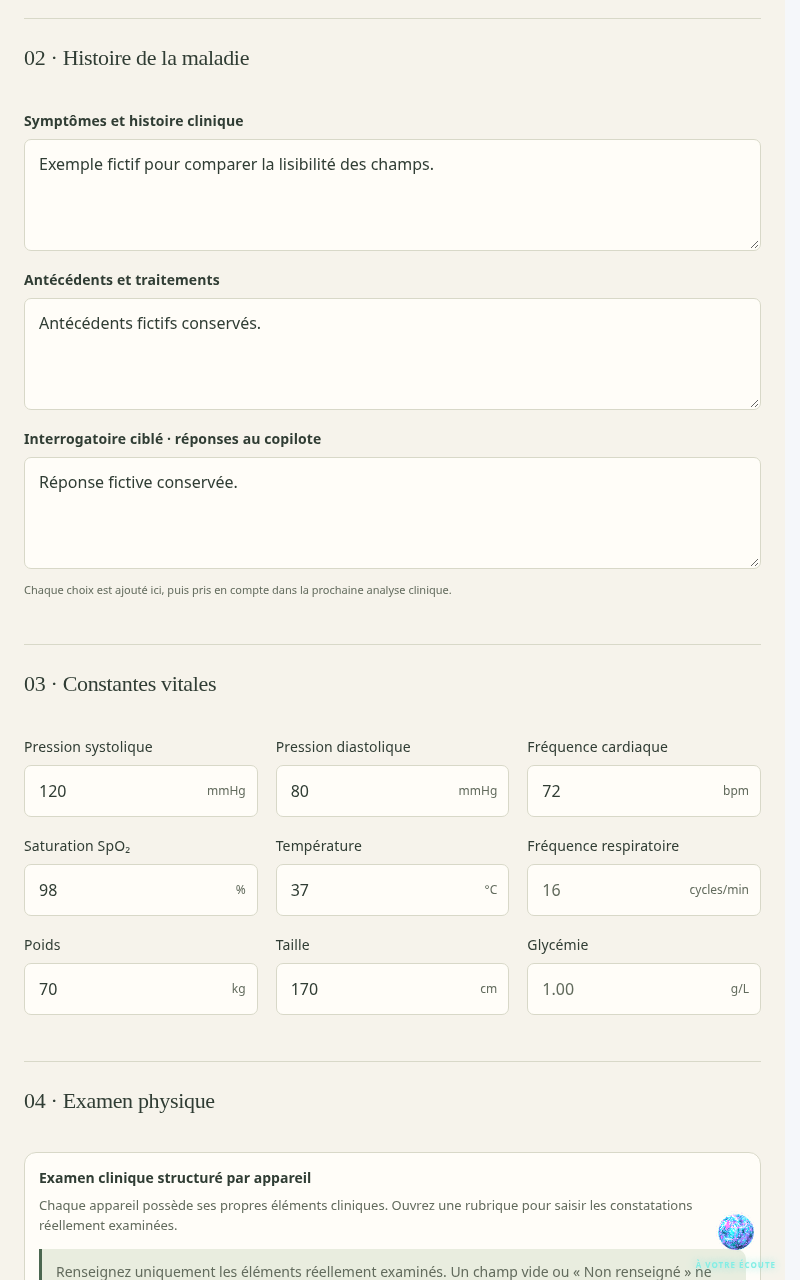 02 · Histoire de la maladie
Symptômes et histoire clinique
Exemple fictif pour comparer la lisibilité des champs.
Antécédents et traitements
Antécédents fictifs conservés.
Interrogatoire ciblé · réponses au copilote
Réponse fictive conservée.
Chaque choix est ajouté ici, puis pris en compte dans la prochaine analyse clinique.
03 · Constantes vitales
Pression systolique Pression diastolique Fréquence cardiaque
120 mmHg 80 mmHg 72 bpm
Saturation SpO₂ Température Fréquence respiratoire
98 % 37 °C 16 cycles/min
Poids Taille Glycémie
70 kg 170 cm 1.00 g/L
04 · Examen physique
Examen clinique structuré par appareil
Chaque appareil possède ses propres éléments cliniques. Ouvrez une rubrique pour saisir les constatations
réellement examinées.
Renseignez uniquement les éléments réellement examinés. Un champ vide ou « Non renseigné » ne
À VOTRE ÉCOUTE